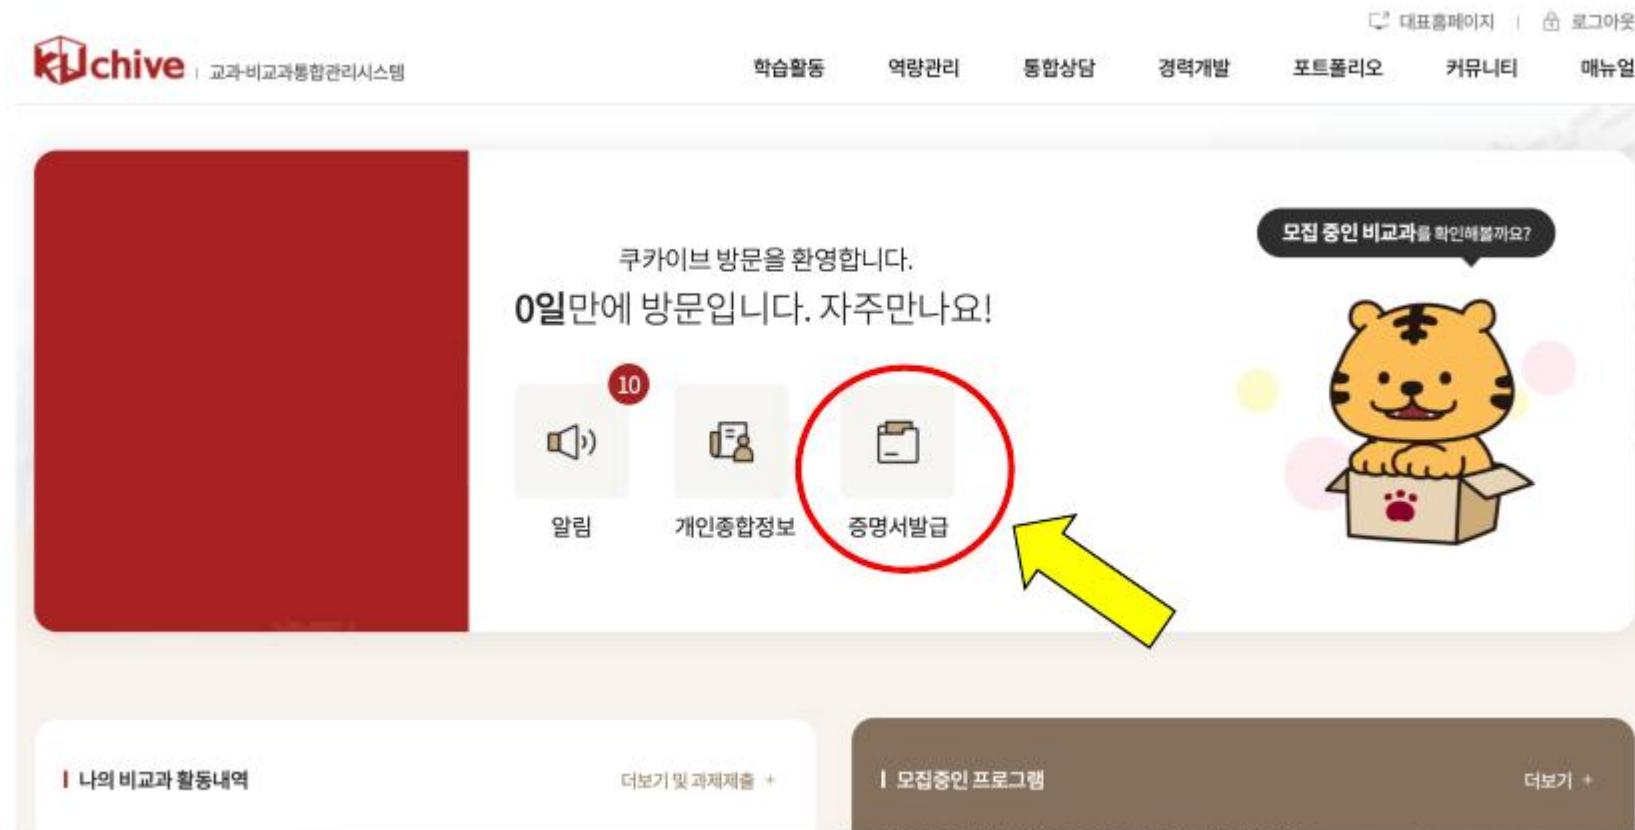 대표홈페이지 | 로그아웃
kUchive | 교과·비교과통합관리시스템
학습활동 역량관리 통합상담 경력개발 포트폴리오 커뮤니티 매뉴얼
모집 중인 비교과를 확인해볼까요?
쿠카이브 방문을 환영합니다.
0일만에 방문입니다. 자주만나요!
10
알림 개인종합정보 증명서발급
나의 비교과 활동내역 더보기 및 과제제출 +
모집중인 프로그램 더보기 +